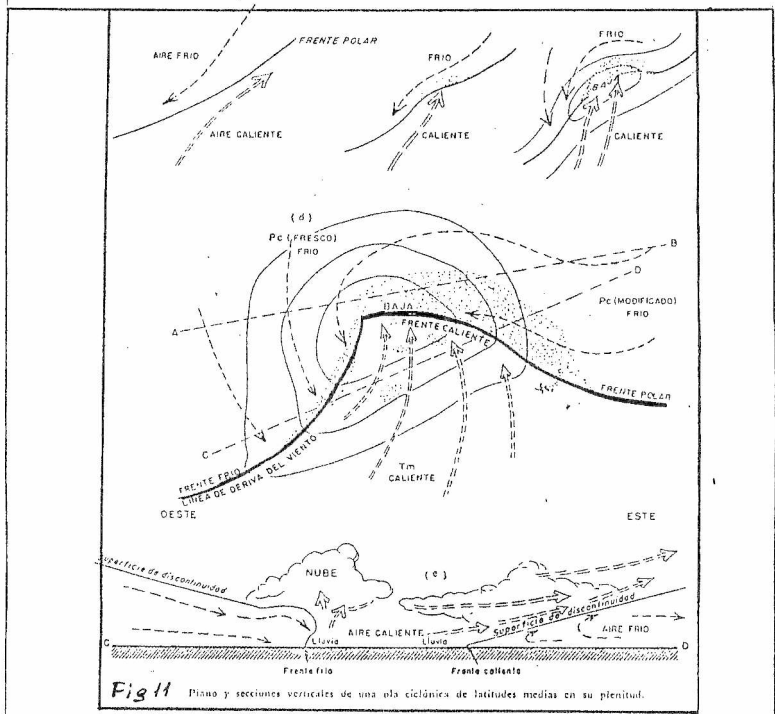 FRENTE POLAR
AIRE FRIO
AIRE CALIENTE
FRIO
CALIENTE
FRIO
BAJA
CALIENTE
(d)
Pc (FRESCO)
FRIO
B
D
Pc (MODIFICADO)
FRIO
A
BAJA
FRENTE CALIENTE
FRENTE POLAR
C
Tm
CALIENTE
FRENTE FRIO
LINEA DE DERIVA DEL VIENTO
OESTE
ESTE
superficie de discontinuidad
NUBE
(e)
superficie de discontinuidad
AIRE CALIENTE
AIRE FRIO
Lluvia
Lluvia
C
D
Frente frío
Frente caliente
Fig 11 Plano y secciones verticales de una ola ciclónica de latitudes medias en su plenitud.